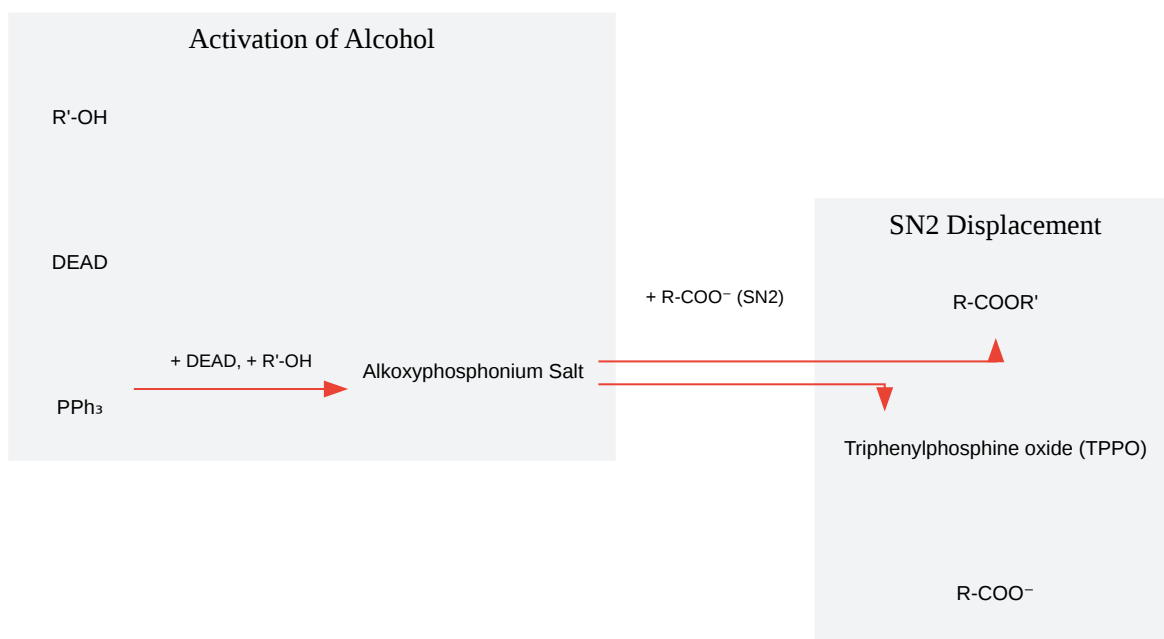 Activation of Alcohol
R'-OH
DEAD
+ DEAD, + R'-OH
PPh₃
Alkoxyphosphonium Salt
+ R-COO⁻ (SN2)
SN2 Displacement
R-COOR'
Triphenylphosphine oxide (TPPO)
R-COO⁻